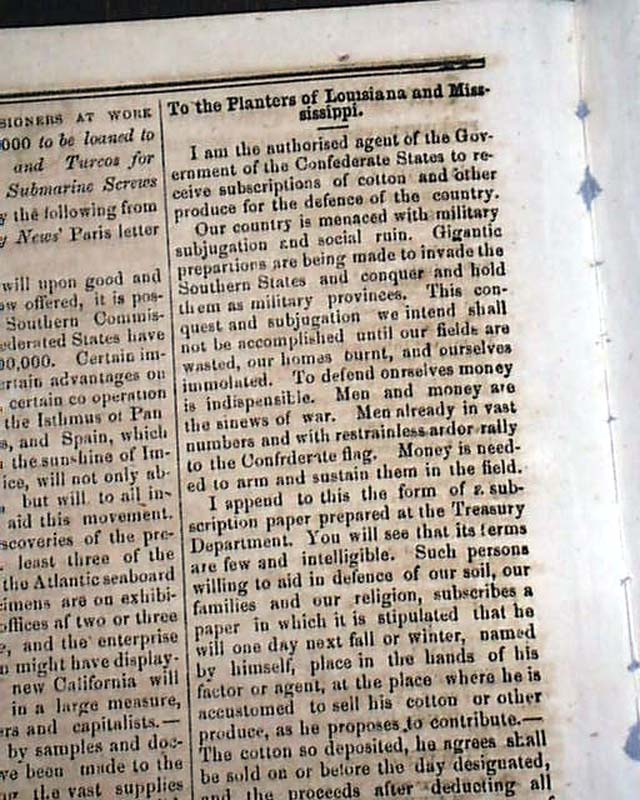 SIONERS AT WORK
000 to be loaned to
and Turcos for
Submarine Screws
y the following from
y News' Paris letter
will upon good and
ow offered, it is pos-
Southern Commis-
ederated States have
00,000. Certain im-
ertain advantages on
certain co operation
the Isthmus of Pan
s, and Spain, which
the sunshine of Im-
ice, will not only ab-
but will to all in-
aid this movement.
scoveries of the pre-
least three of the
the Atlantic seaboard
cimens are on exhibi-
offices af two or three
e, and the enterprise
n might have display-
new California will
in a large measure,
ers and capitalists.—
by samples and doc-
ve been made to the
the vast supplies
To the Planters of Louisiana and Miss-
sissippi.
I am the authorised agent of the Gov-
ernment of the Confederate States to re-
ceive subscriptions of cotton and other
produce for the defence of the country.
Our country is menaced with military
subjugation and social ruin. Gigantic
prepartions are being made to invade the
Southern States and conquer and hold
them as military provinces. This con-
quest and subjugation we intend shall
not be accomplished until our fields are
wasted, our homes burnt, and ourselves
immolated. To defend onrselves money
is indispensible. Men and money are
the sinews of war. Men already in vast
numbers and with restrainless ardor rally
to the Confrderate flag. Money is need-
ed to arm and sustain them in the field.
I append to this the form of a sub-
scription paper prepared at the Treasury
Department. You will see that its terms
are few and intelligible. Such persons
willing to aid in defence of our soil, our
families and our religion, subscribes a
paper in which it is stipulated that he
will one day next fall or winter, named
by himself, place in the hands of his
factor or agent, at the place where he is
accustomed to sell his cotton or other
produce, as he proposes to contribute.—
The cotton so deposited, he agrees shall
be sold on or before the day designated,
and the proceeds after deducting all